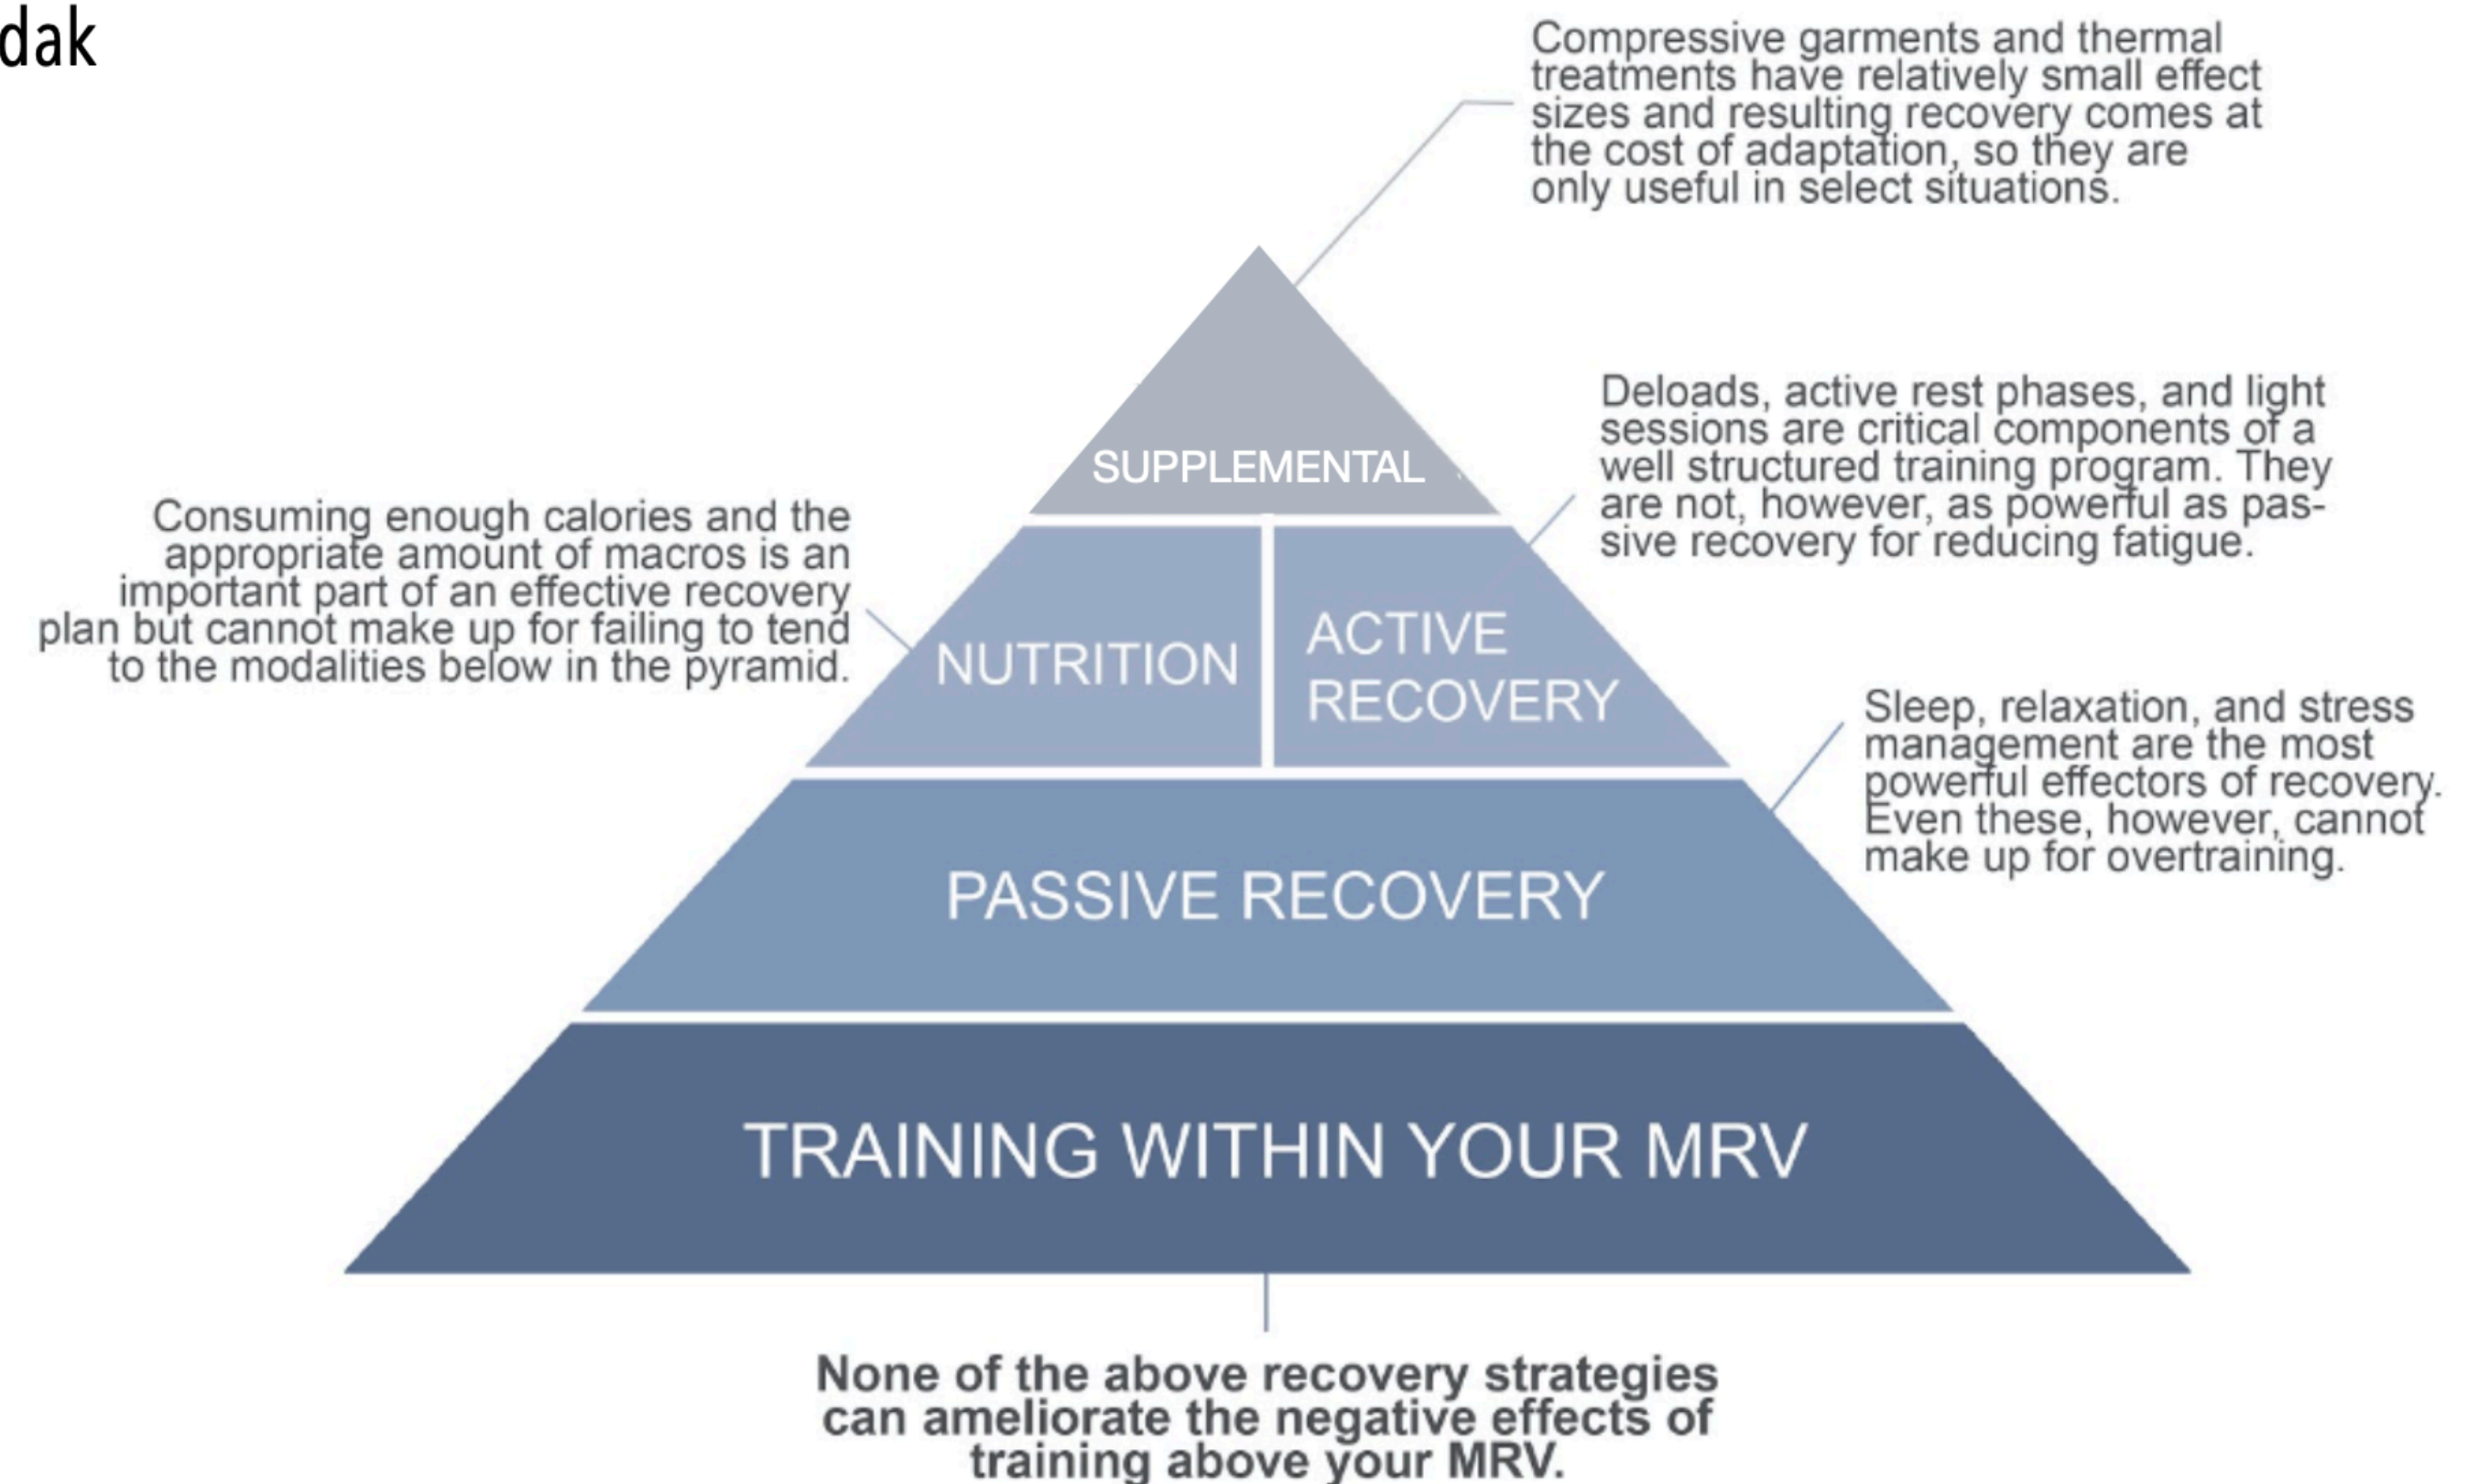 dak
Compressive garments and thermal
treatments have relatively small effect
sizes and resulting recovery comes at
the cost of adaptation, so they are
only useful in select situations.
SUPPLEMENTAL
Deloads, active rest phases, and light
sessions are critical components of a
well structured training program. They
are not, however, as powerful as pas-
sive recovery for reducing fatigue.
Consuming enough calories and the
appropriate amount of macros is an
important part of an effective recovery
plan but cannot make up for failing to tend
to the modalities below in the pyramid.
NUTRITION
ACTIVE
RECOVERY
Sleep, relaxation, and stress
management are the most
powerful effectors of recovery.
Even these, however, cannot
make up for overtraining.
PASSIVE RECOVERY
TRAINING WITHIN YOUR MRV
None of the above recovery strategies
can ameliorate the negative effects of
training above your MRV.